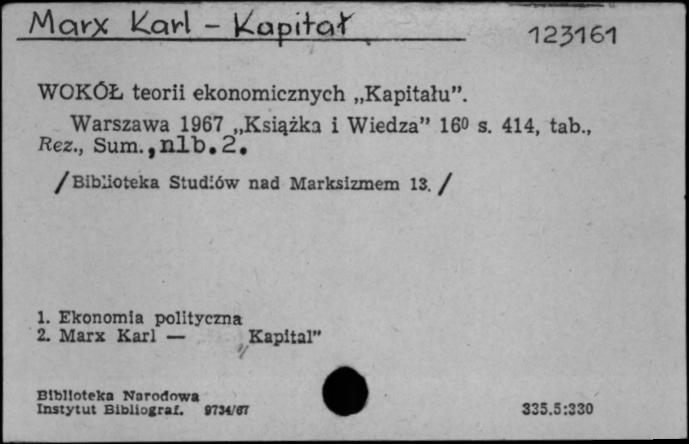 Marx Karl - Kapitał
123161
WOKÓŁ teorii ekonomicznych „Kapitału”.
Warszawa 1967 „Książka i Wiedza” 16⁰ s. 414, tab.,
Rez., Sum.,nlb.2.
/Biblioteka Studiów nad Marksizmem 13./
1. Ekonomia polityczna
2. Marx Karl — „Kapital”
Biblioteka Narodowa
Instytut Bibliograf. 9734/67
335.5:330